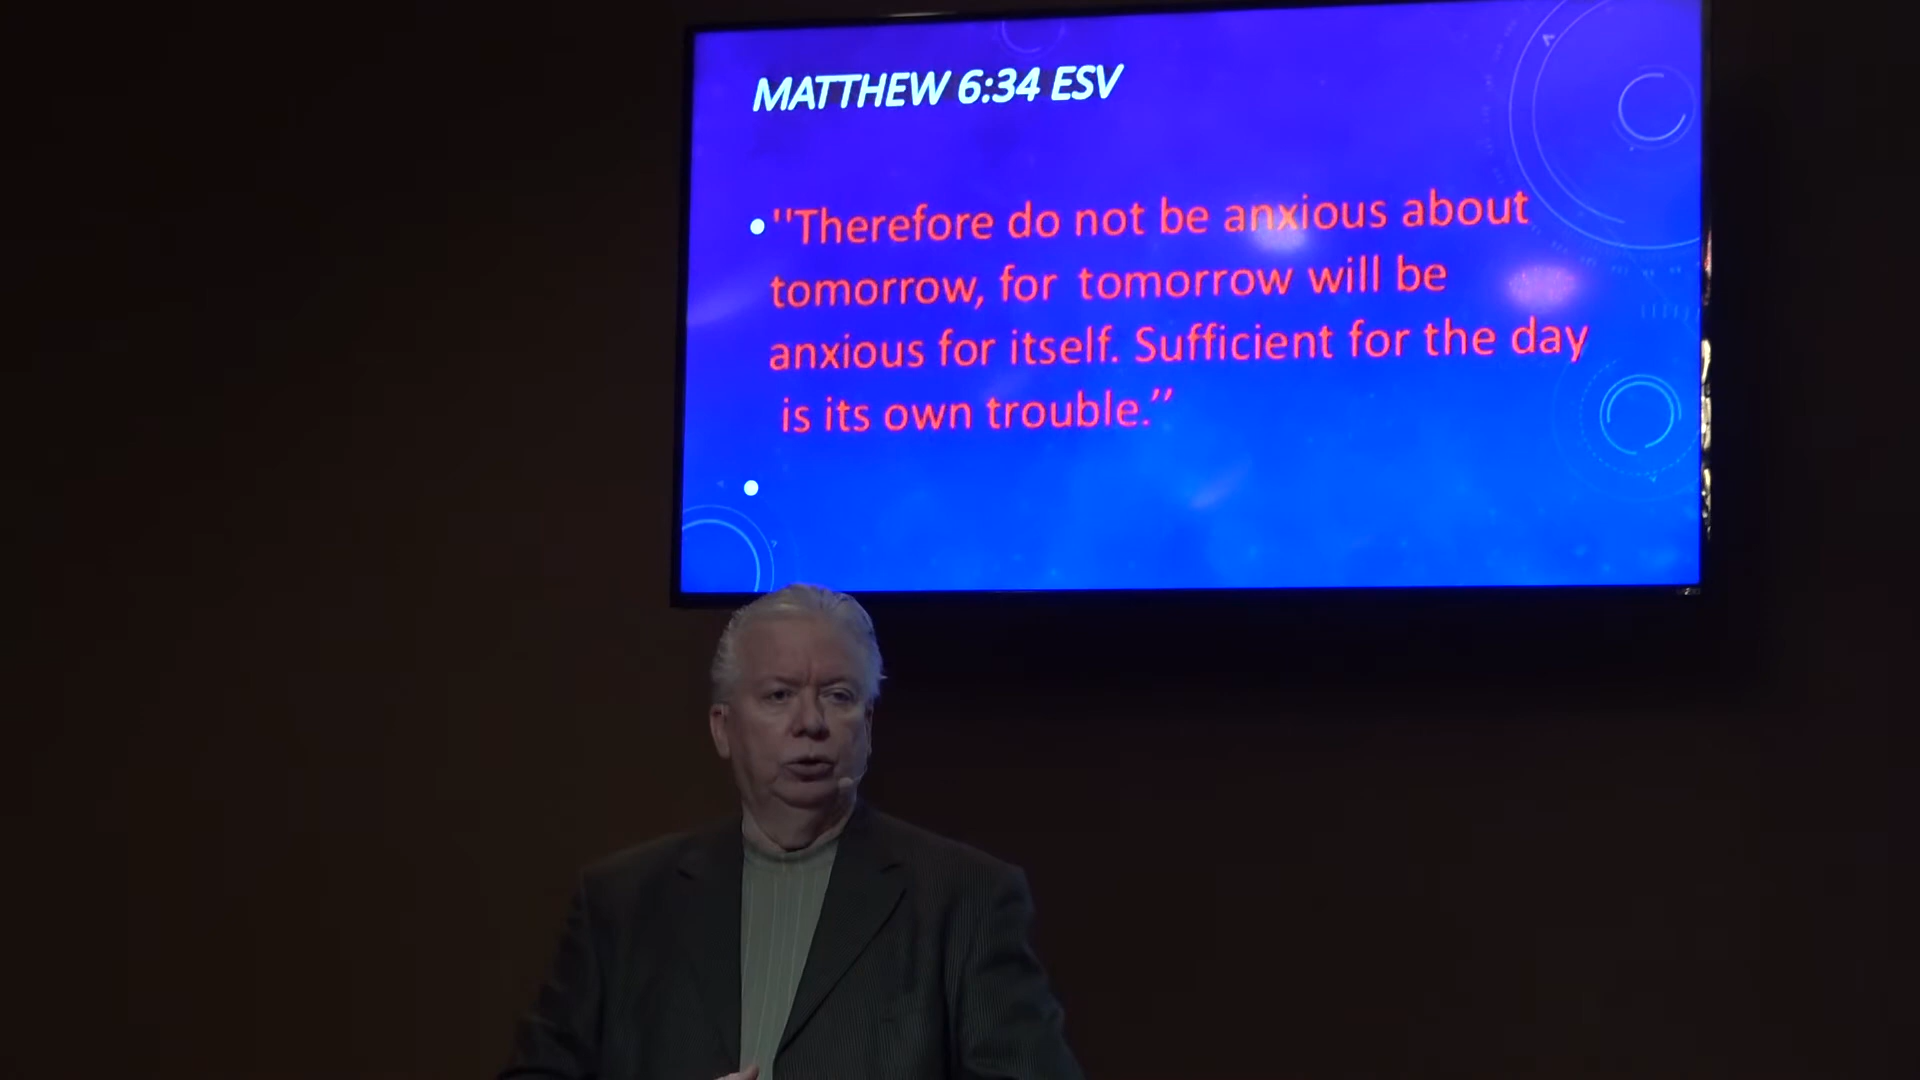 MATTHEW 6:34 ESV
• "Therefore do not be anxious about
tomorrow, for tomorrow will be
anxious for itself. Sufficient for the day
is its own trouble.”
•